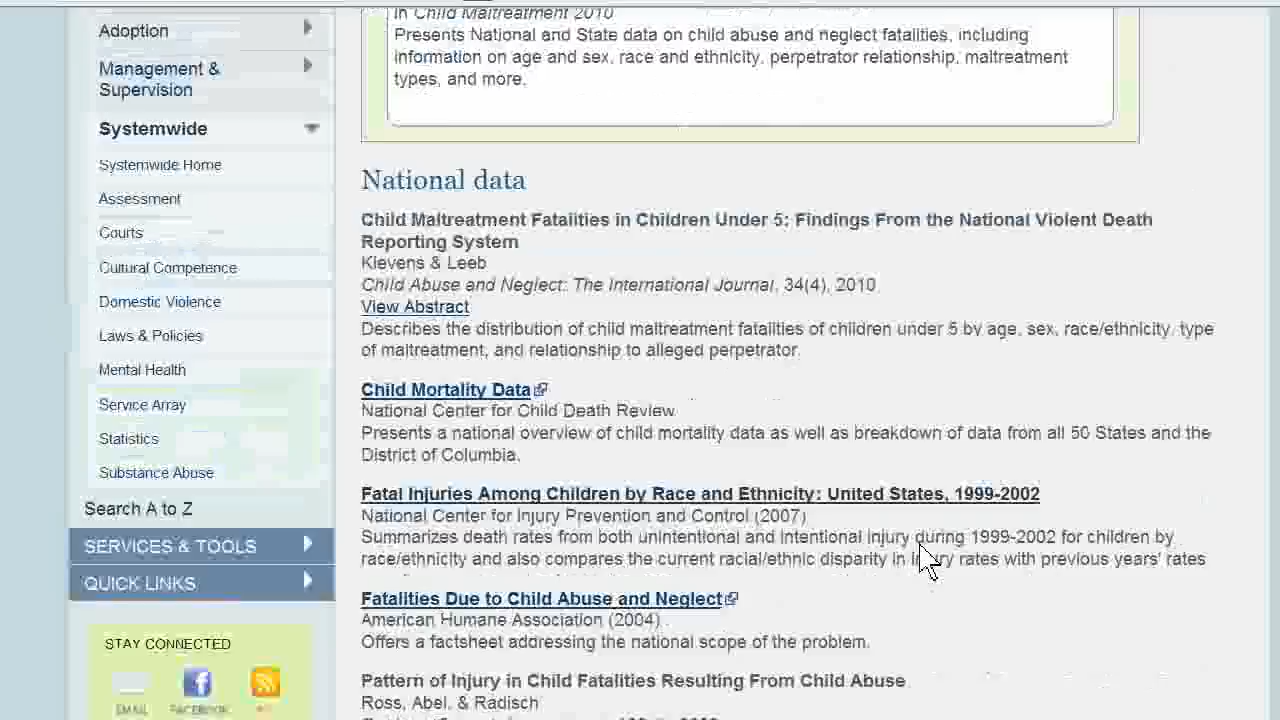 Adoption
Management &
Supervision
Systemwide
Systemwide Home
Assessment
Courts
Cultural Competence
Domestic Violence
Laws & Policies
Mental Health
Service Array
Statistics
Substance Abuse
Search A to Z
SERVICES & TOOLS
QUICK LINKS
STAY CONNECTED
EMAIL FACEBOOK
in Child Maltreatment 2010
Presents National and State data on child abuse and neglect fatalities, including
information on age and sex, race and ethnicity, perpetrator relationship, maltreatment
types, and more.
National data
Child Maltreatment Fatalities in Children Under 5: Findings From the National Violent Death
Reporting System
Klevens & Leeb
Child Abuse and Neglect: The International Journal, 34(4), 2010
View Abstract
Describes the distribution of child maltreatment fatalities of children under 5 by age, sex, race/ethnicity, type
of maltreatment, and relationship to alleged perpetrator.
Child Mortality Data
National Center for Child Death Review
Presents a national overview of child mortality data as well as breakdown of data from all 50 States and the
District of Columbia.
Fatal Injuries Among Children by Race and Ethnicity: United States, 1999-2002
National Center for Injury Prevention and Control (2007)
Summarizes death rates from both unintentional and intentional injury during 1999-2002 for children by
race/ethnicity and also compares the current racial/ethnic disparity in injury rates with previous years' rates
Fatalities Due to Child Abuse and Neglect
American Humane Association (2004)
Offers a factsheet addressing the national scope of the problem.
Pattern of Injury in Child Fatalities Resulting From Child Abuse
Ross, Abel, & Radisch